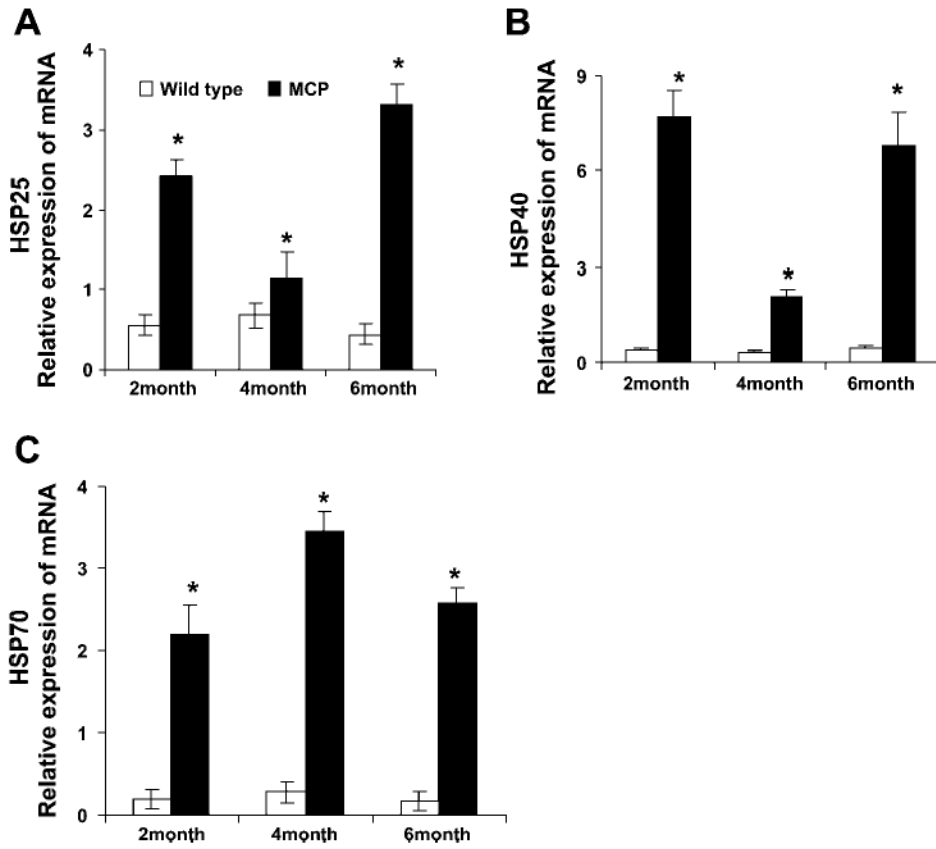 A
HSP25
Relative expression of mRNA
4
3
2
1
0
Wild type
MCP
*
*
*
2month
4month
6month
B
HSP40
Relative expression of mRNA
9
6
3
0
*
*
*
2month
4month
6month
C
HSP70
Relative expression of mRNA
4
3
2
1
0
*
*
*
2month
4month
6month